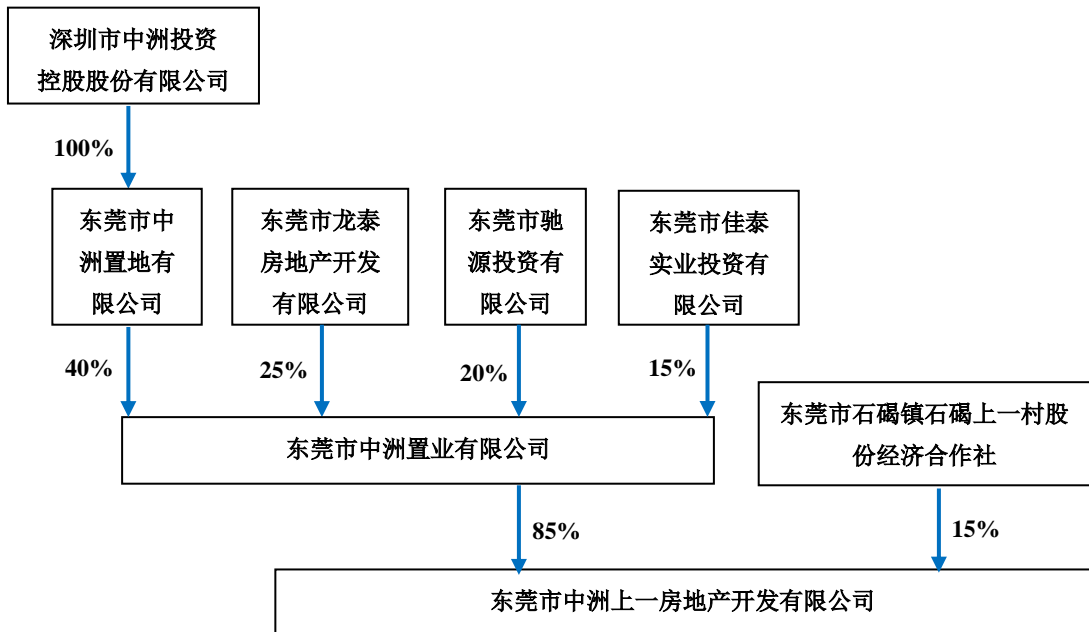 深圳市中洲投资
控股股份有限公司
100%
东莞市中
洲置地有
限公司
东莞市龙泰
房地产开发
有限公司
东莞市驰
源投资有
限公司
东莞市佳泰
实业投资有
限公司
40%
25%
20%
15%
东莞市石碣镇石碣上一村股
份经济合作社
东莞市中洲置业有限公司
85%
15%
东莞市中洲上一房地产开发有限公司